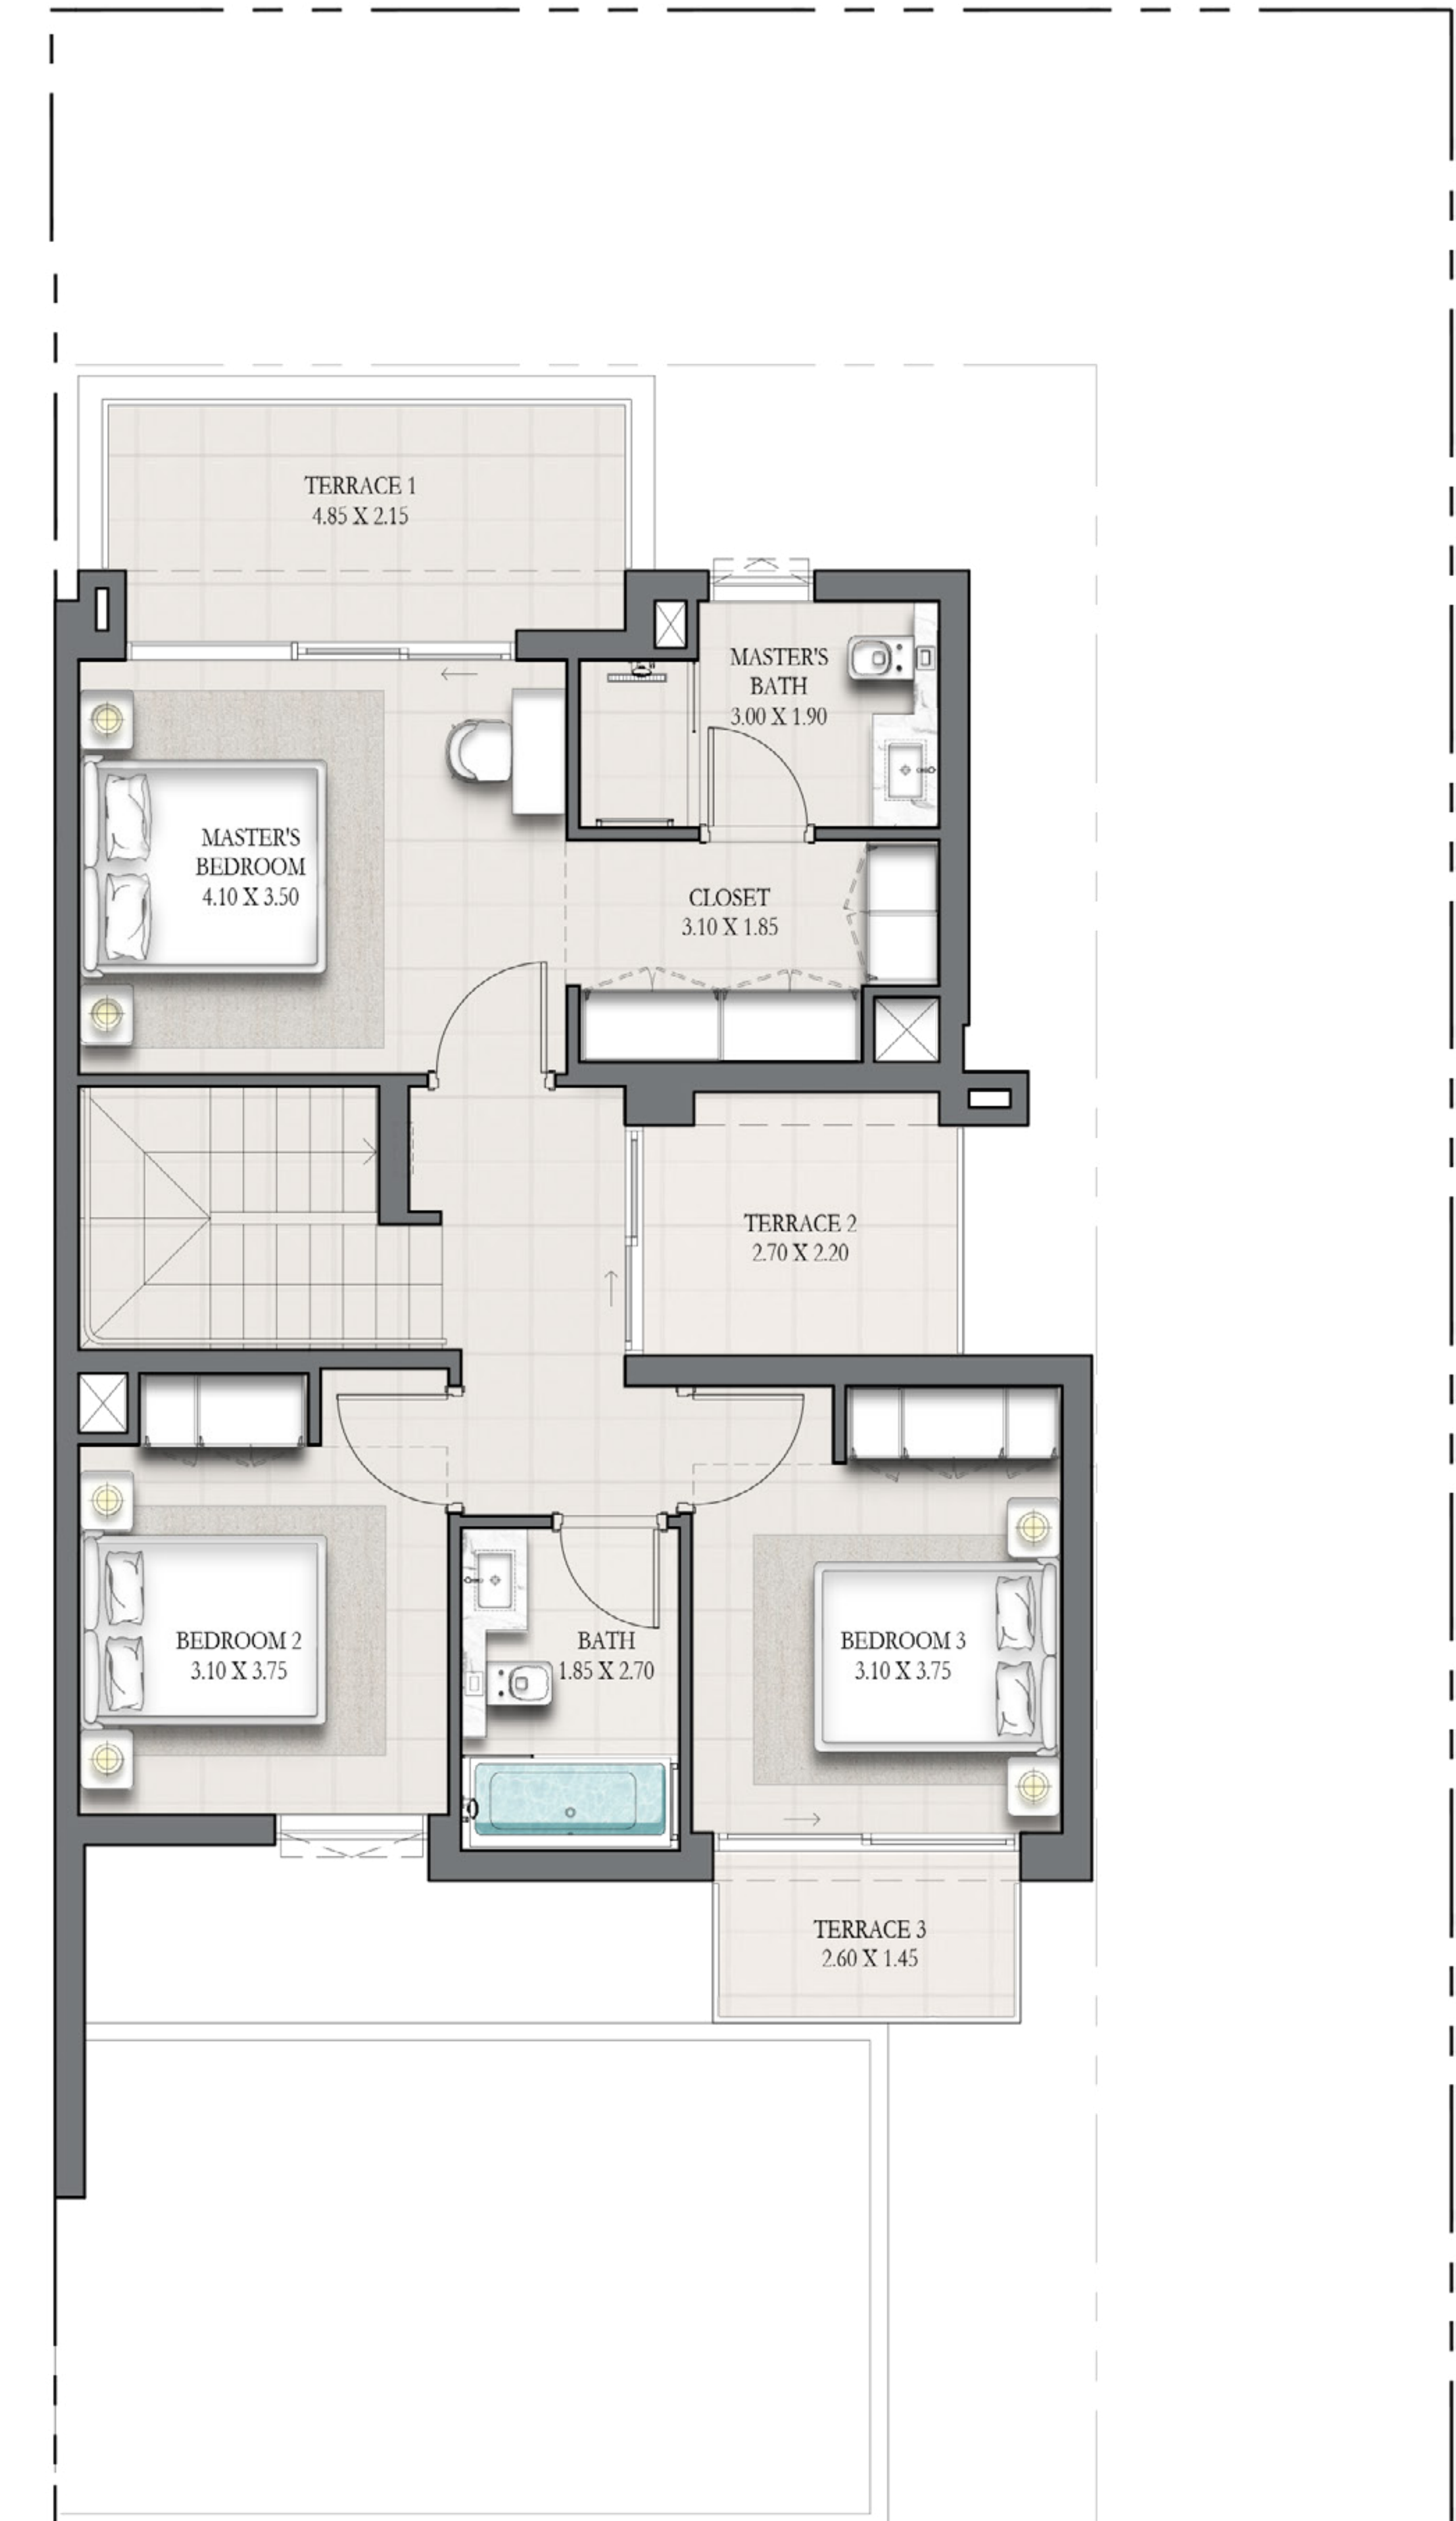 TERRACE 1
4.85 X 2.15
MASTER'S
BATH
3.00 X 1.90
MASTER'S
BEDROOM
4.10 X 3.50
CLOSET
3.10 X 1.85
TERRACE 2
2.70 X 2.20
BEDROOM 2
3.10 X 3.75
BATH
1.85 X 2.70
BEDROOM 3
3.10 X 3.75
TERRACE 3
2.60 X 1.45